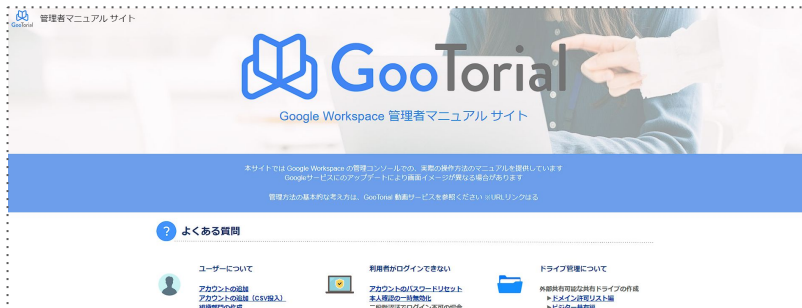 GooTorial
管理者マニュアル サイト
GooTorial
Google Workspace 管理者マニュアル サイト
本サイトでは Google Workspace の管理コンソールでの、実際の操作方法のマニュアルを提供しています
Googleサービスにのアップデートにより画面イメージが異なる場合があります
管理方法の基本的な考え方は、GooTorial 動画サービスを参照ください ※URLリンクはる
? よくある質問
ユーザーについて
アカウントの追加
アカウントの追加（CSV投入）
利用者がログインできない
アカウントのパスワードリセット
本人確認の一時無効化
ドライブ管理について
外部共有可能な共有ドライブの作成
▶ドメイン許可リスト編